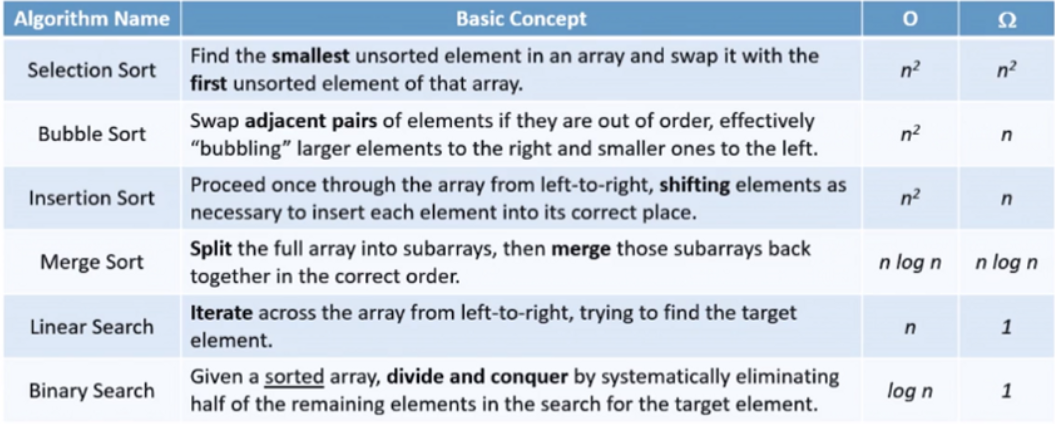 Algorithm Name Basic Concept O Ω
Selection Sort Find the smallest unsorted element in an array and swap it with the n² n²
first unsorted element of that array.
Bubble Sort Swap adjacent pairs of elements if they are out of order, effectively n² n
“bubbling” larger elements to the right and smaller ones to the left.
Insertion Sort Proceed once through the array from left-to-right, shifting elements as n² n
necessary to insert each element into its correct place.
Merge Sort Split the full array into subarrays, then merge those subarrays back n log n n log n
together in the correct order.
Linear Search Iterate across the array from left-to-right, trying to find the target n 1
element.
Binary Search Given a sorted array, divide and conquer by systematically eliminating log n 1
half of the remaining elements in the search for the target element.